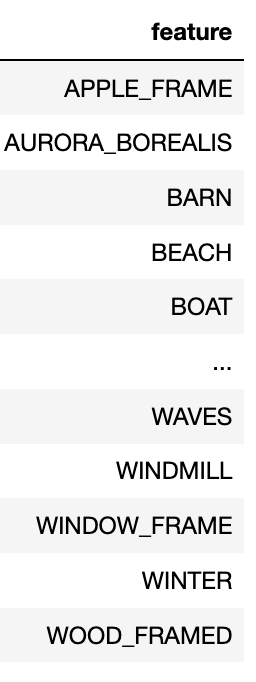 feature
APPLE_FRAME
AURORA_BOREALIS
BARN
BEACH
BOAT
...
WAVES
WINDMILL
WINDOW_FRAME
WINTER
WOOD_FRAMED